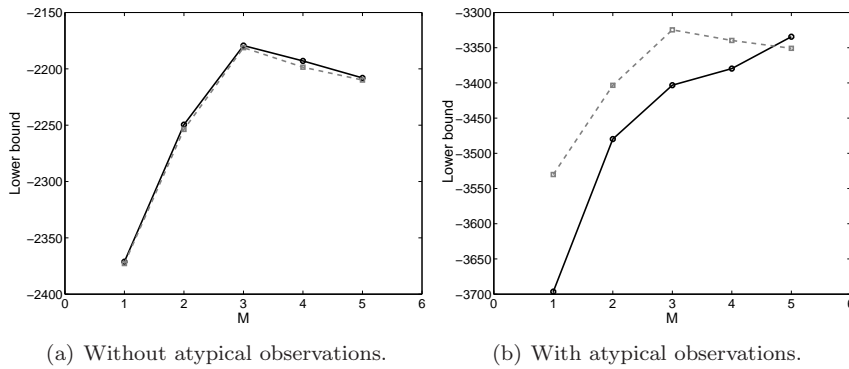 −2150
−2200
−2250
−2300
−2350
−2400
Lower bound
0 1 2 3 4 5 6
M
(a) Without atypical observations.
−3300
−3350
−3400
−3450
−3500
−3550
−3600
−3650
−3700
Lower bound
0 1 2 3 4 5 6
M
(b) With atypical observations.